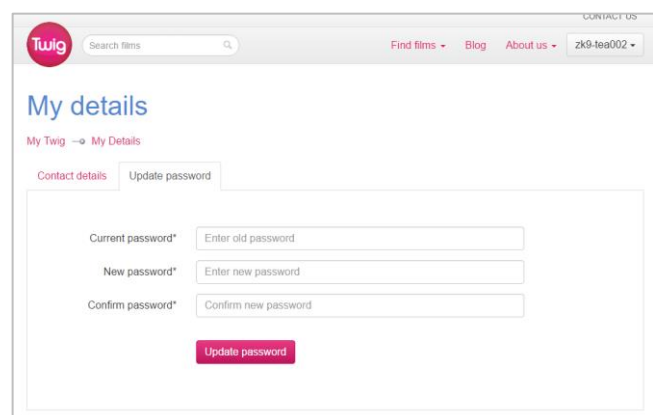 CONTACT US
Twig Search films Find films Blog About us zk9-tea002
My details
My Twig My Details
Contact details Update password
Current password* Enter old password
New password* Enter new password
Confirm password* Confirm new password
Update password